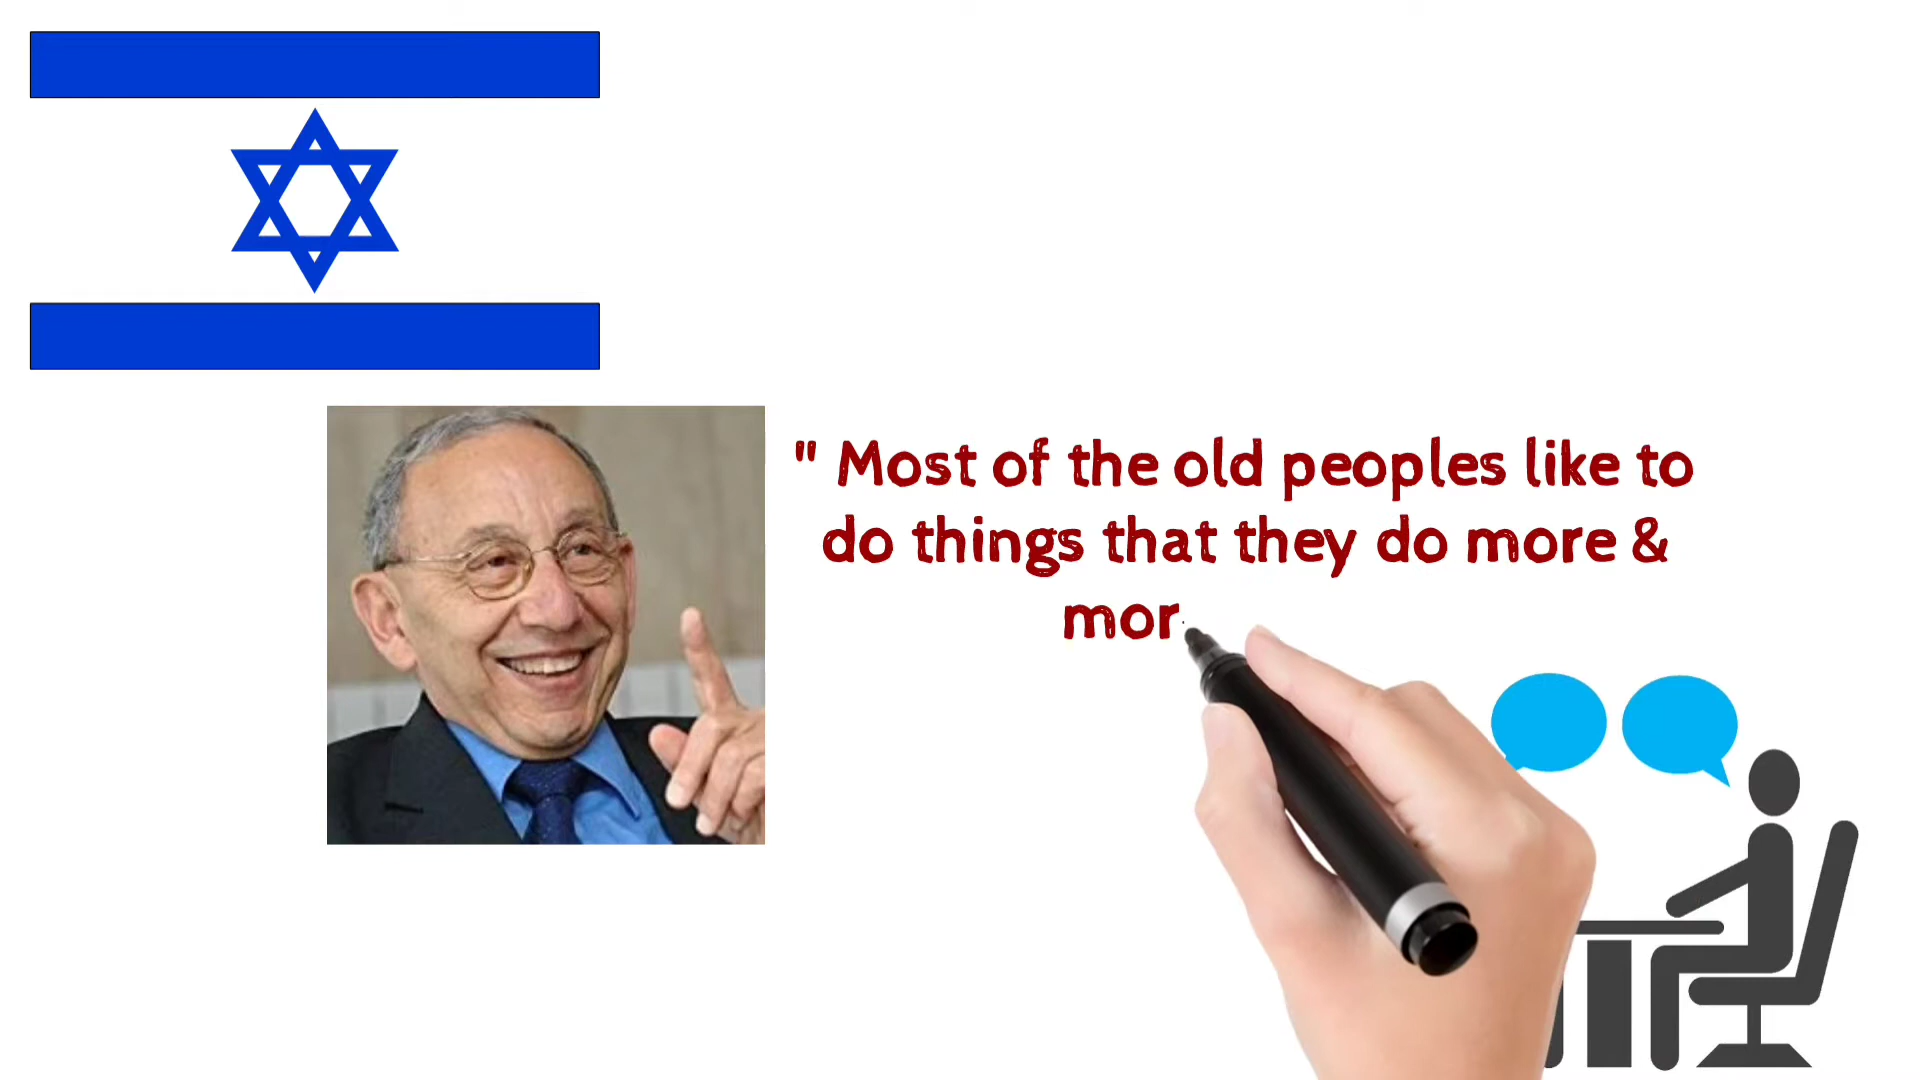 " Most of the old peoples like to
do things that they do more &
mor